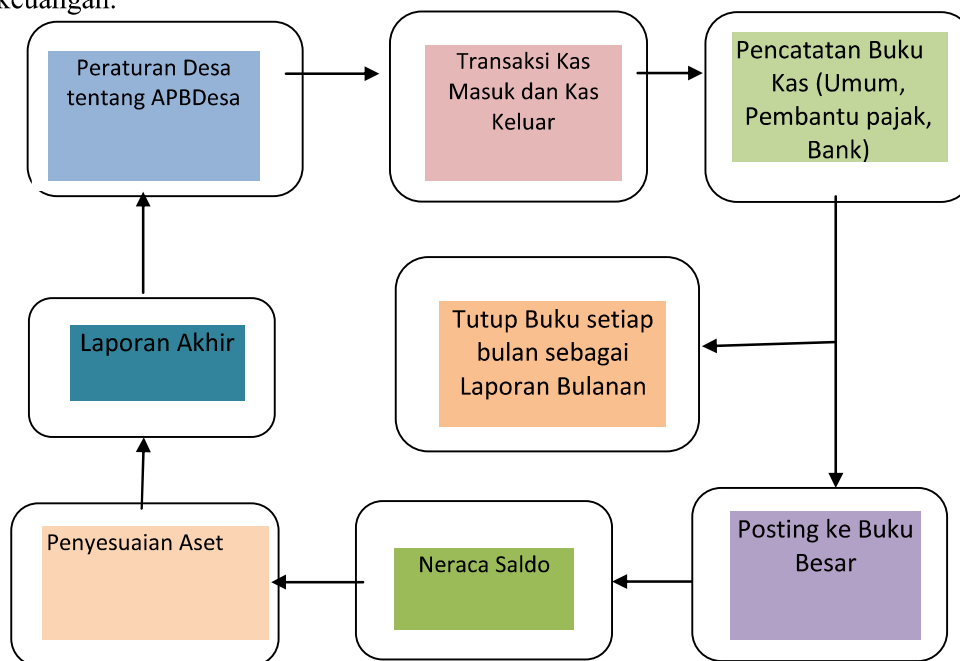 keuangan.
Peraturan Desa
tentang APBDesa
Transaksi Kas
Masuk dan Kas
Keluar
Pencatatan Buku
Kas (Umum,
Pembantu pajak,
Bank)
Laporan Akhir
Tutup Buku setiap
bulan sebagai
Laporan Bulanan
Penyesuaian Aset
Neraca Saldo
Posting ke Buku
Besar